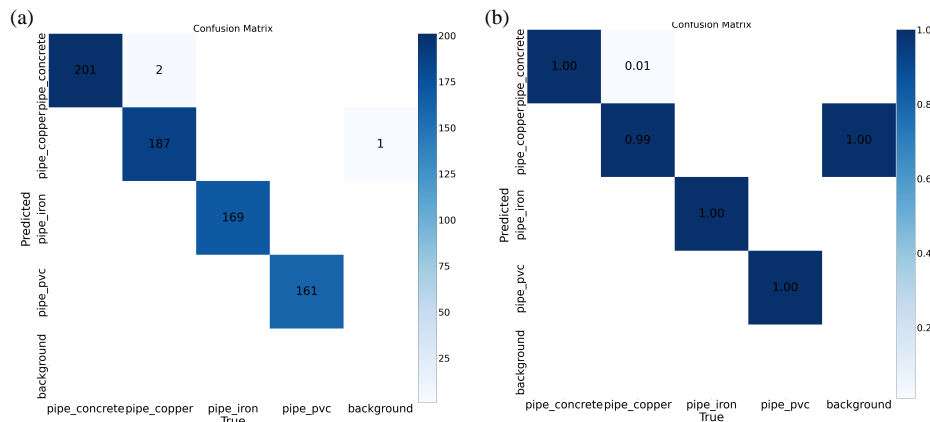 (a)
Confusion Matrix
Predicted
pipe_concrete
pipe_copper
pipe_iron
pipe_pvc
background
201 2
187 1
169
161
200
175
150
125
100
75
50
25
pipe_concrete pipe_copper pipe_iron pipe_pvc background
True
(b)
Confusion Matrix
Predicted
pipe_concrete
pipe_copper
pipe_iron
pipe_pvc
background
1.00 0.01
0.99 1.00
1.00
1.00
1.0
0.8
0.6
0.4
0.2
pipe_concrete pipe_copper pipe_iron pipe_pvc background
True